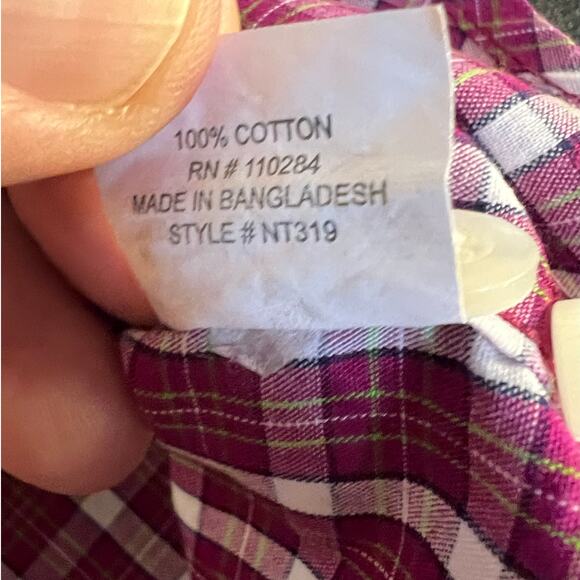 100% COTTON
RN # 110284
MADE IN BANGLADESH
STYLE # NT319